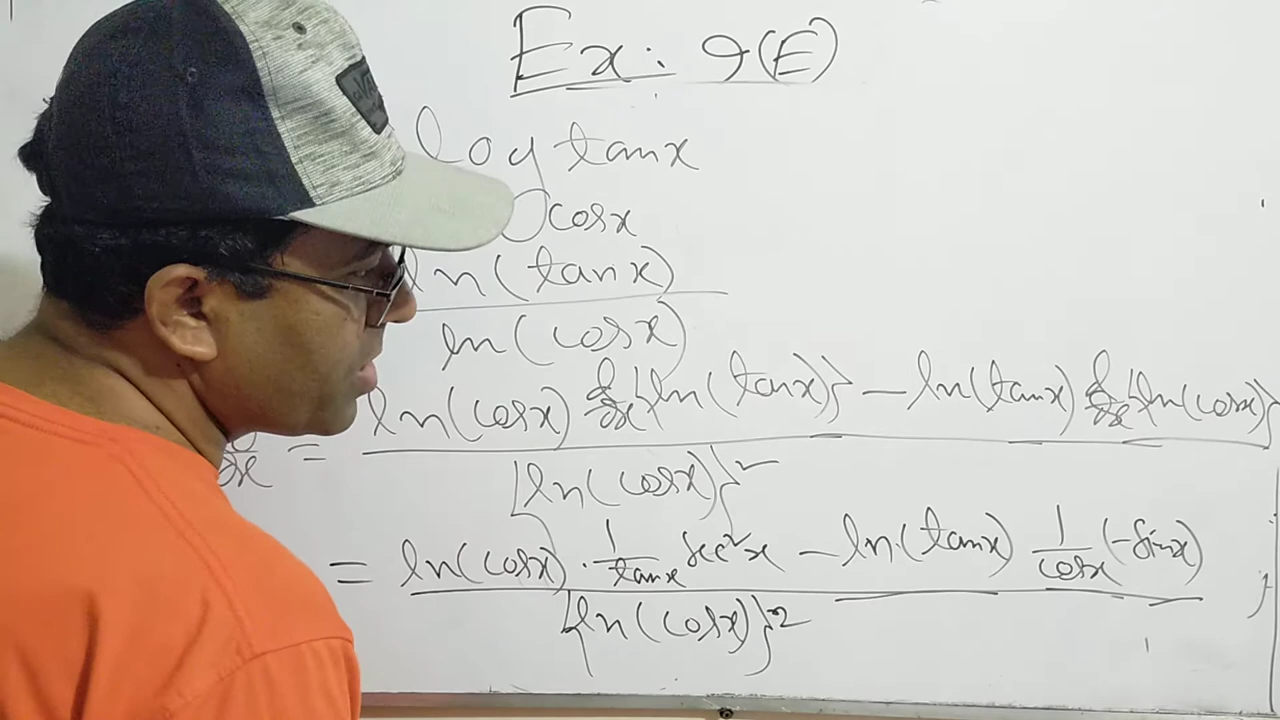 Ex: 9(E)
log tanx
cosx
ln(tanx)
ln(cosx)
= ln(cosx) d/dx{ln(tanx)} - ln(tanx) d/dx{ln(cosx)}
{ln(cosx)}²
= ln(cosx) · 1/tanx sec²x - ln(tanx) 1/cosx (-sinx)
{ln(cosx)}²